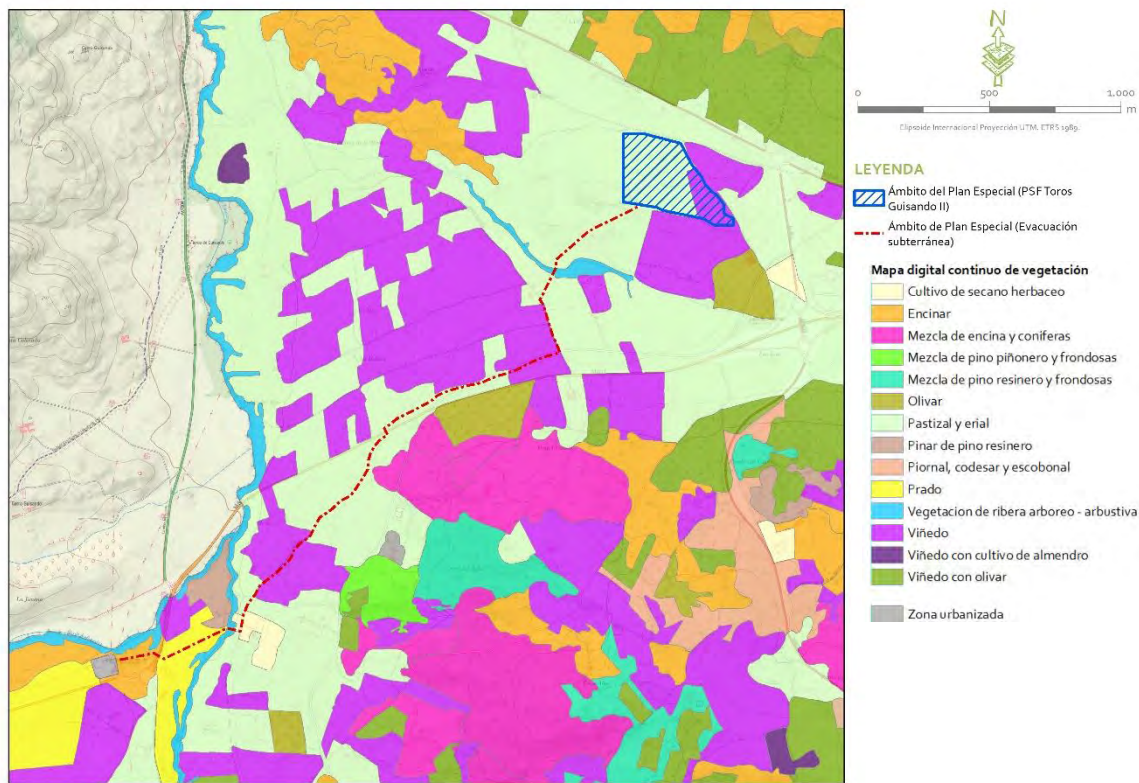 N
0 500 1.000
m
Elipsoide Internacional Proyección UTM. ETRS 1989.
LEYENDA
Ámbito del Plan Especial (PSF Toros
Guisando II)
Ámbito de Plan Especial (Evacuación
subterránea)
Mapa digital continuo de vegetación
Cultivo de secano herbaceo
Encinar
Mezcla de encina y coniferas
Mezcla de pino piñonero y frondosas
Mezcla de pino resinero y frondosas
Olivar
Pastizal y erial
Pinar de pino resinero
Piornal, codesar y escobonal
Prado
Vegetacion de ribera arboreo - arbustiva
Viñedo
Viñedo con cultivo de almendro
Viñedo con olivar
Zona urbanizada